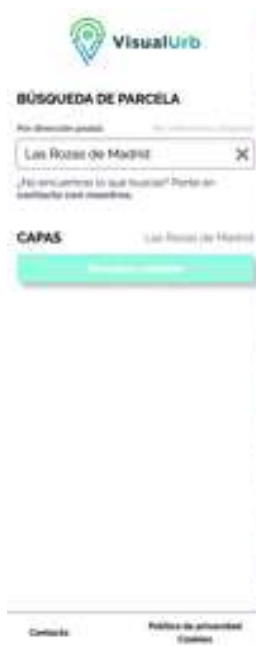 VisualUrb
BÚSQUEDA DE PARCELA
Por dirección postal
Las Rozas de Madrid
¿No encuentras lo que buscas? Ponte en
contacto con nosotros.
CAPAS Las Rozas de Madrid
Contacto
Política de privacidad
Cookies